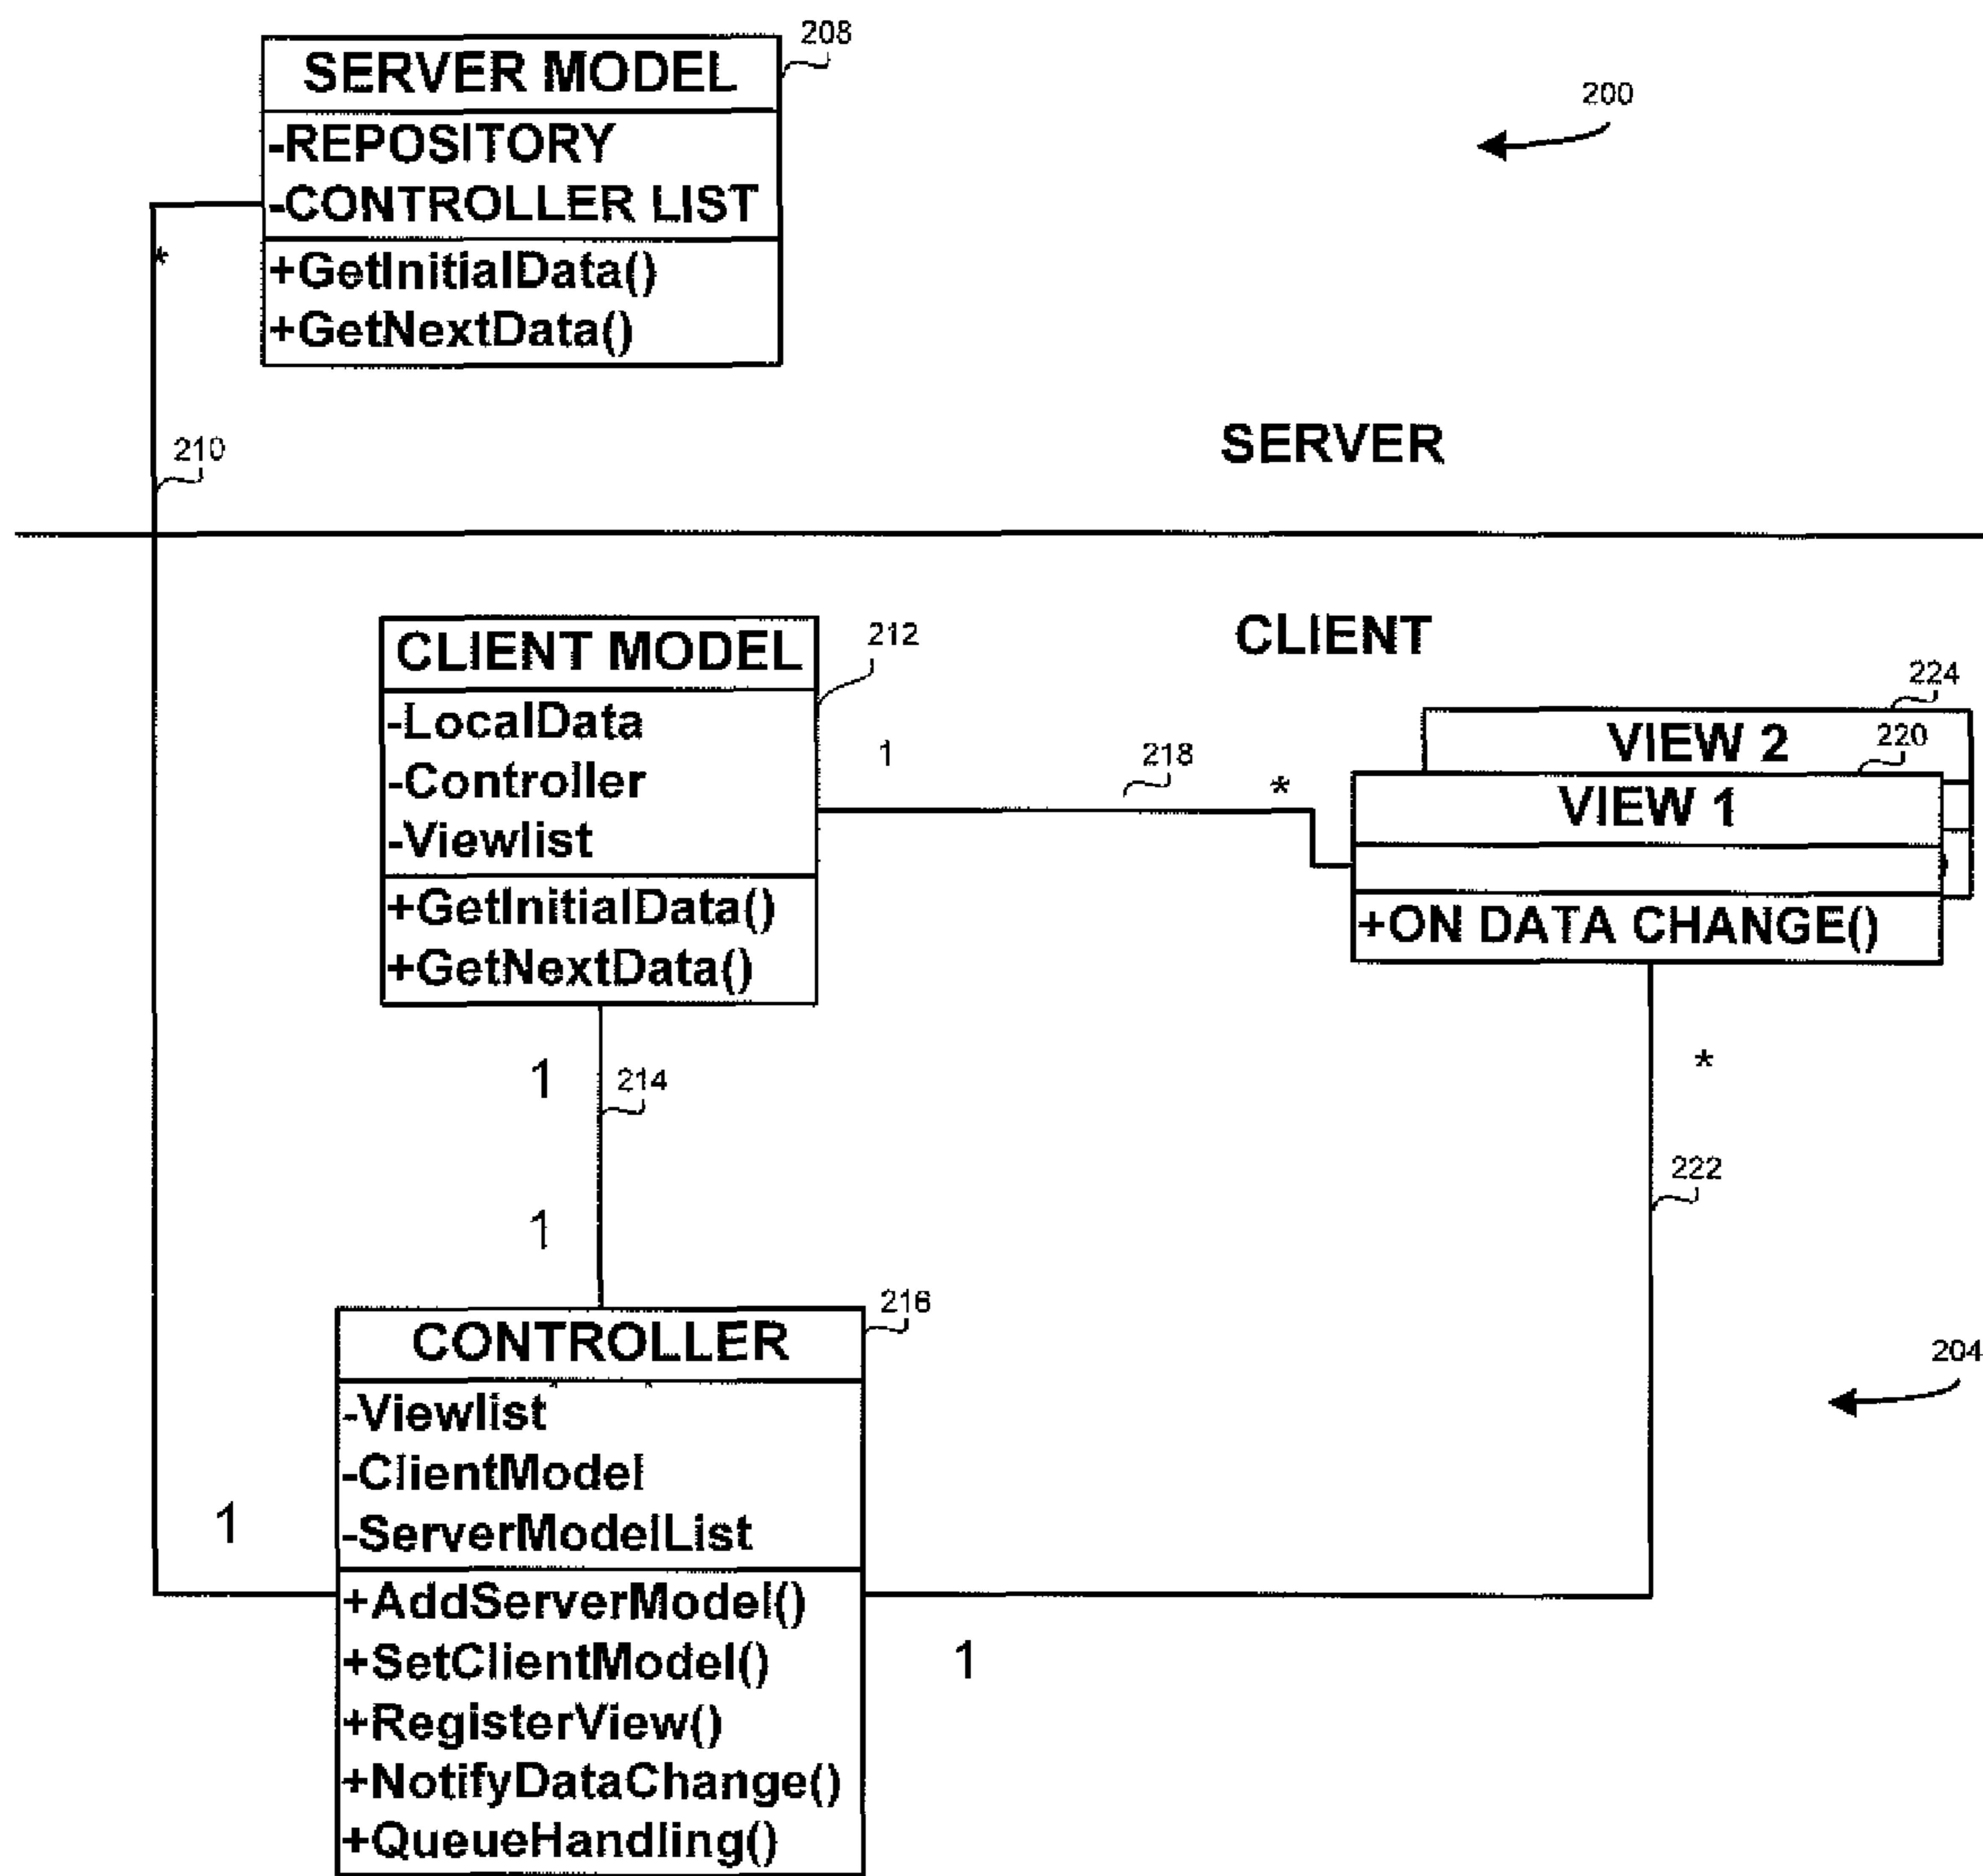 208
SERVER MODEL
-REPOSITORY
-CONTROLLER LIST
+GetInitialData()
+GetNextData()
200
*
210
SERVER
CLIENT
CLIENT MODEL
212
-LocalData
-Controller
-Viewlist
+GetInitialData()
+GetNextData()
1
218
*
224
VIEW 2
220
VIEW 1
+ON DATA CHANGE()
1
214
1
*
222
204
216
CONTROLLER
-Viewlist
-ClientModel
-ServerModelList
1
+AddServerModel()
+SetClientModel()
+RegisterView()
+NotifyDataChange()
+QueueHandling()
1